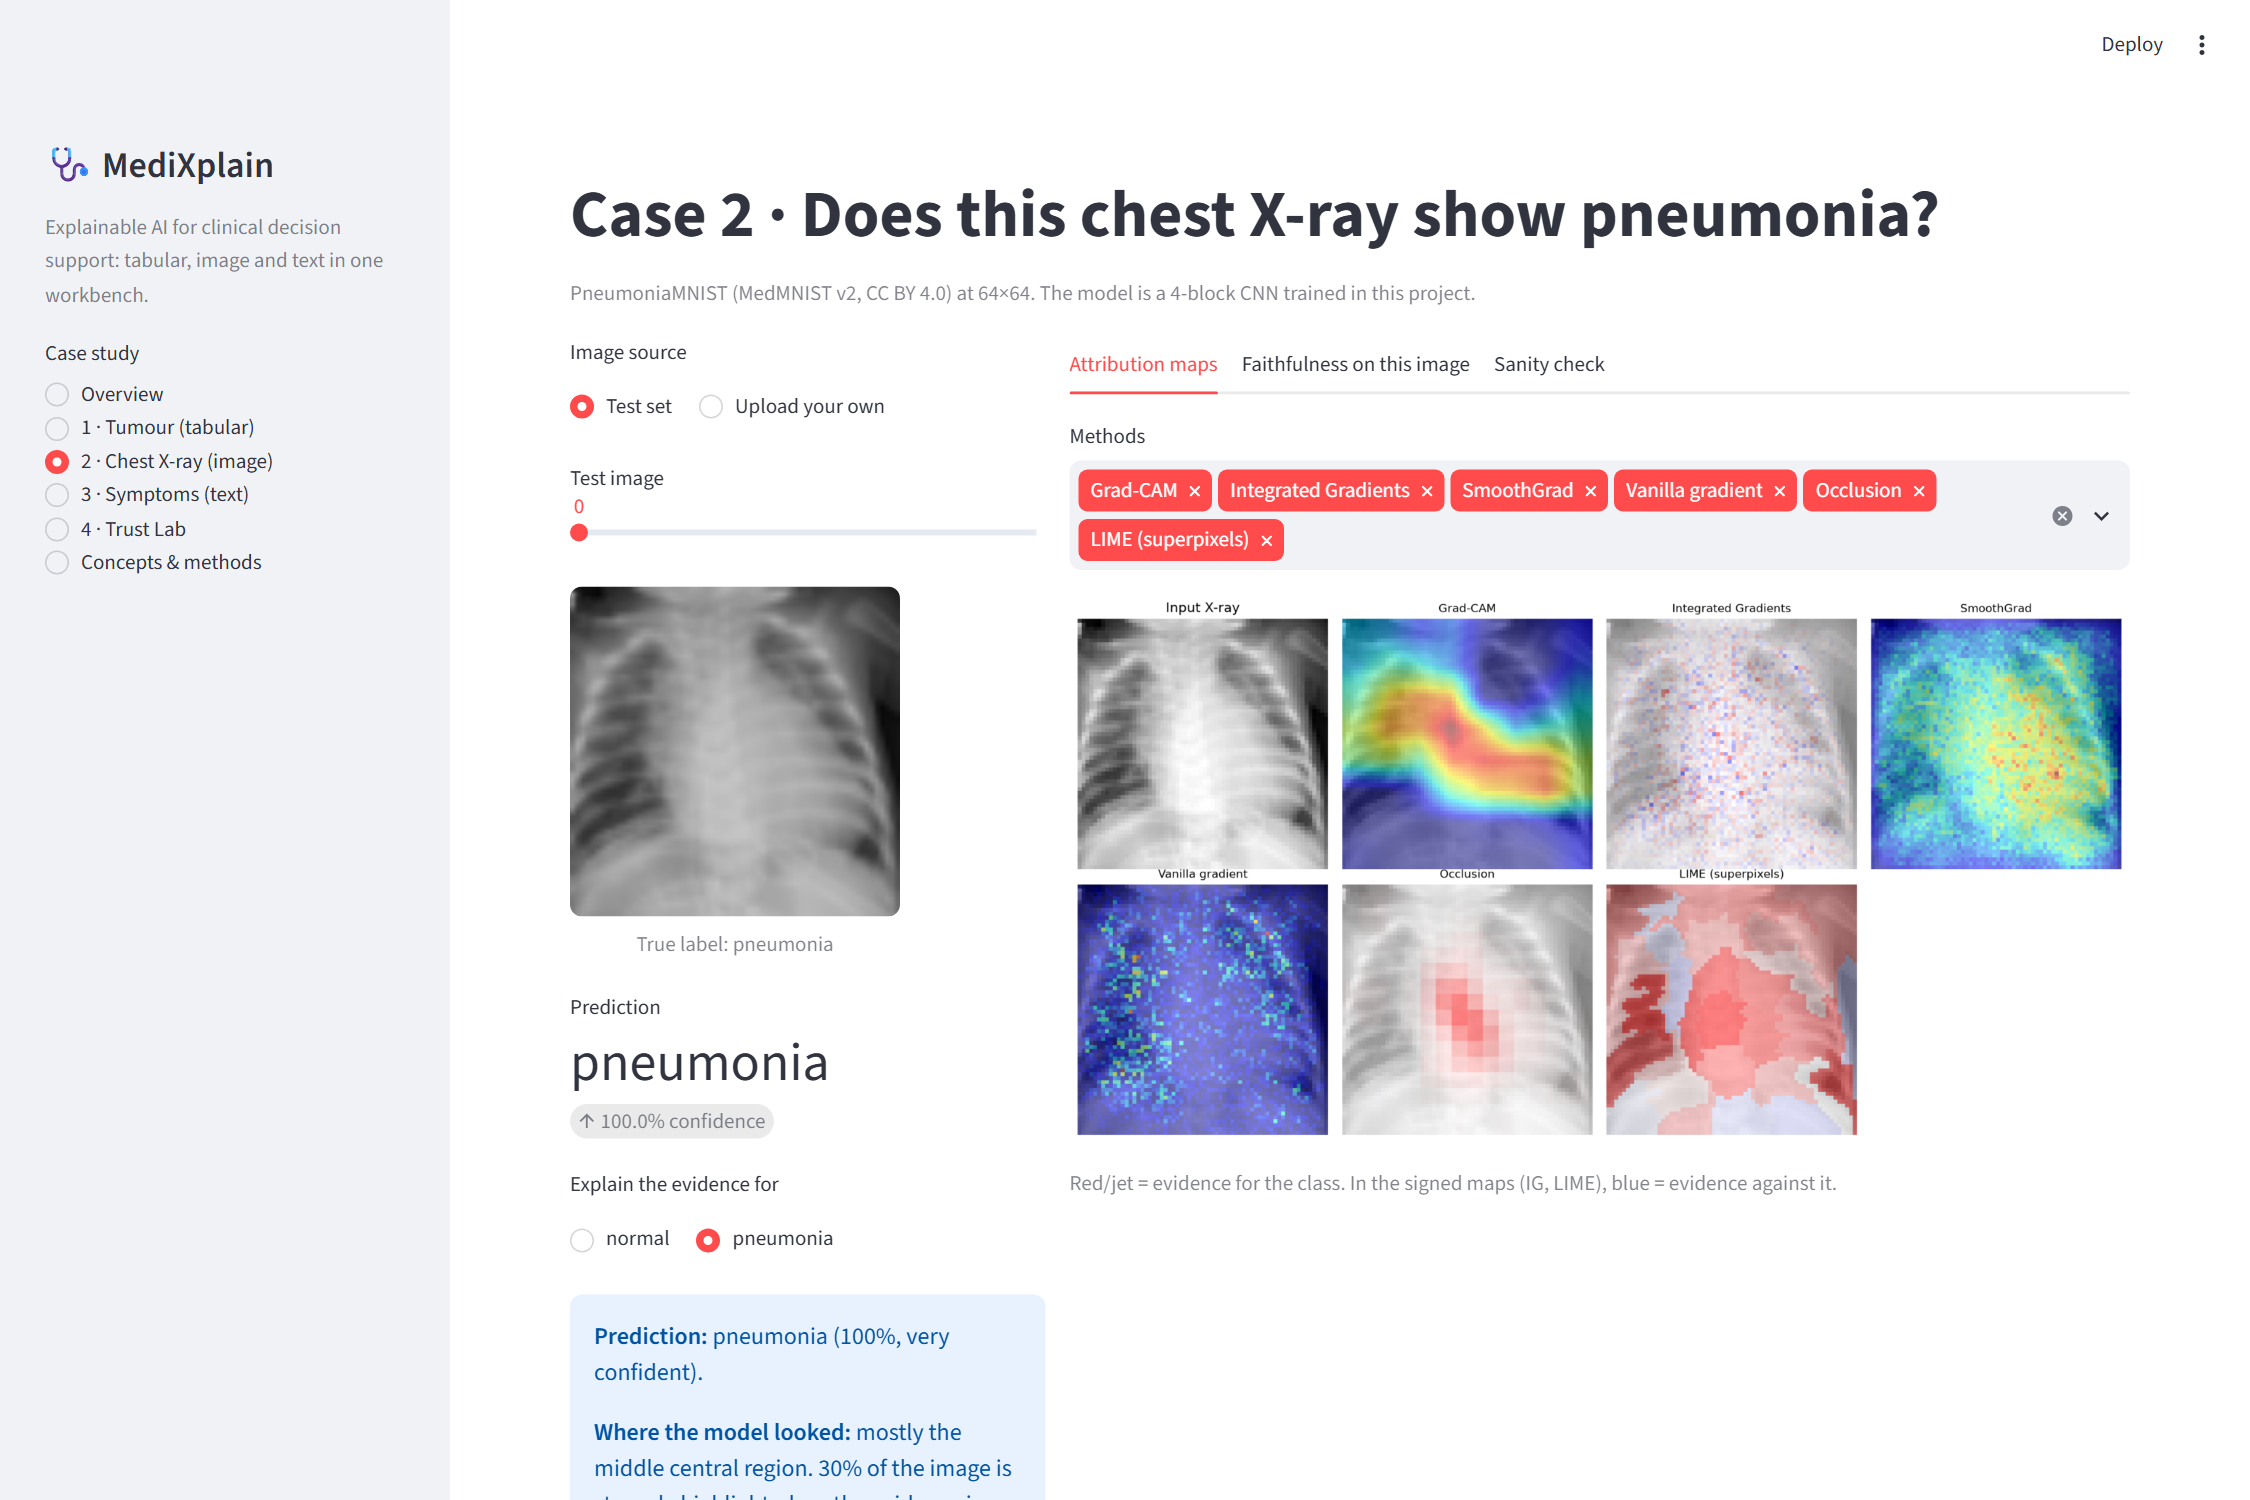 Deploy
MediXplain
Explainable AI for clinical decision
support: tabular, image and text in one
workbench.
Case study
Overview
1 · Tumour (tabular)
2 · Chest X-ray (image)
3 · Symptoms (text)
4 · Trust Lab
Concepts & methods
Case 2 · Does this chest X-ray show pneumonia?
PneumoniaMNIST (MedMNIST v2, CC BY 4.0) at 64×64. The model is a 4-block CNN trained in this project.
Image source
Test set
Upload your own
Test image
0
True label: pneumonia
Prediction
pneumonia
↑ 100.0% confidence
Explain the evidence for
normal
pneumonia
Prediction: pneumonia (100%, very
confident).
Where the model looked: mostly the
middle central region. 30% of the image is
Attribution maps
Faithfulness on this image
Sanity check
Methods
Grad-CAM ×
Integrated Gradients ×
SmoothGrad ×
Vanilla gradient ×
Occlusion ×
LIME (superpixels) ×
Input X-ray
Grad-CAM
Integrated Gradients
SmoothGrad
Vanilla gradient
Occlusion
LIME (superpixels)
Red/jet = evidence for the class. In the signed maps (IG, LIME), blue = evidence against it.